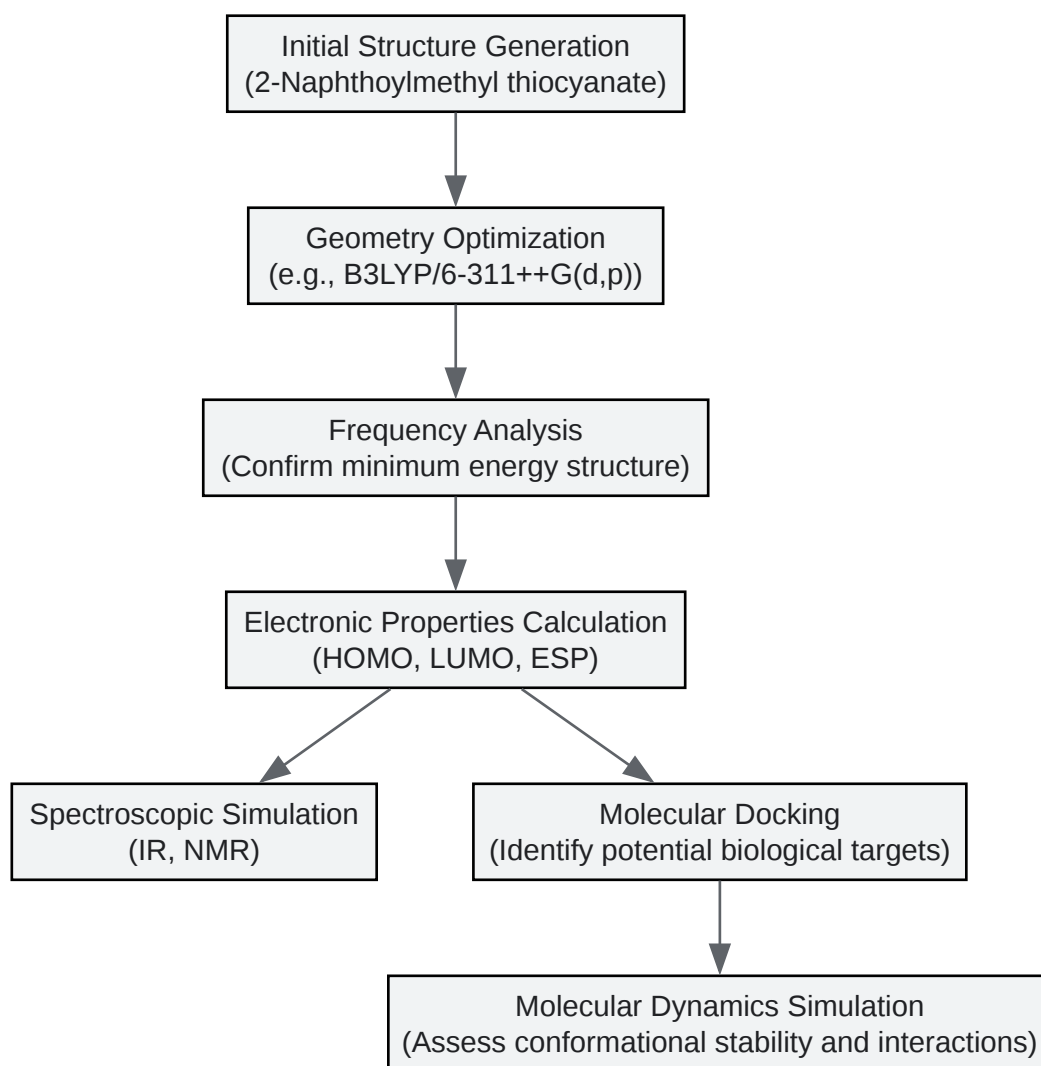 Initial Structure Generation
(2-Naphthoylmethyl thiocyanate)
Geometry Optimization
(e.g., B3LYP/6-311++G(d,p))
Frequency Analysis
(Confirm minimum energy structure)
Electronic Properties Calculation
(HOMO, LUMO, ESP)
Spectroscopic Simulation
(IR, NMR)
Molecular Docking
(Identify potential biological targets)
Molecular Dynamics Simulation
(Assess conformational stability and interactions)